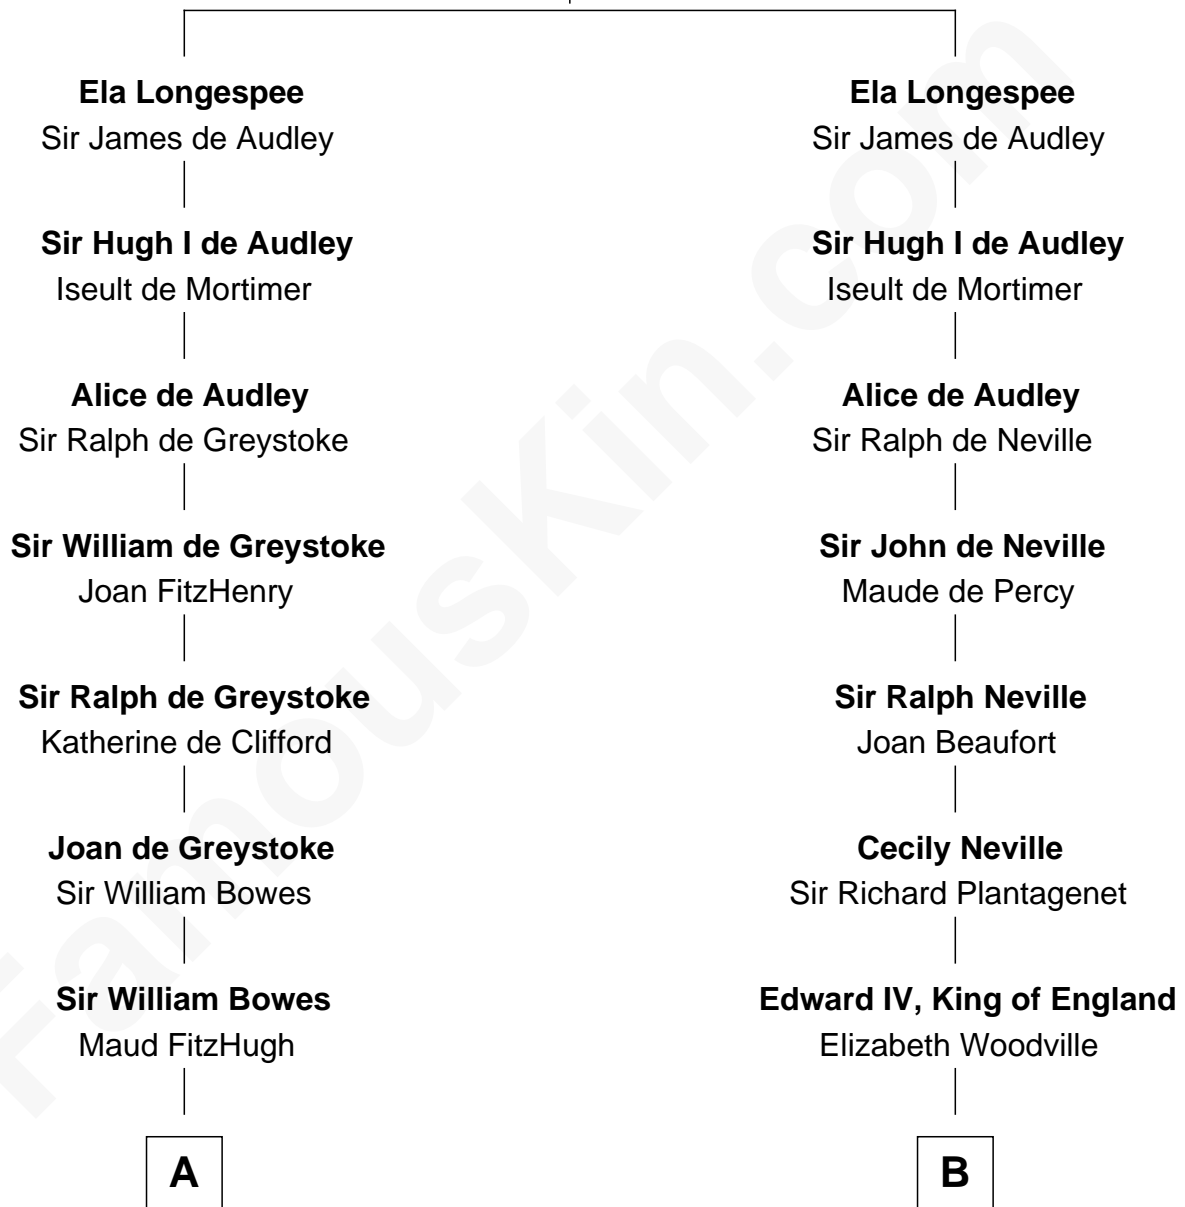 Ela Longespee
Sir James de Audley
Sir Hugh I de Audley
Iseult de Mortimer
Alice de Audley
Sir Ralph de Greystoke
Sir William de Greystoke
Joan FitzHenry
Sir Ralph de Greystoke
Katherine de Clifford
Joan de Greystoke
Sir William Bowes
Sir William Bowes
Maud FitzHugh
A
Ela Longespee
Sir James de Audley
Sir Hugh I de Audley
Iseult de Mortimer
Alice de Audley
Sir Ralph de Neville
Sir John de Neville
Maude de Percy
Sir Ralph Neville
Joan Beaufort
Cecily Neville
Sir Richard Plantagenet
Edward IV, King of England
Elizabeth Woodville
B
FamousKin.com